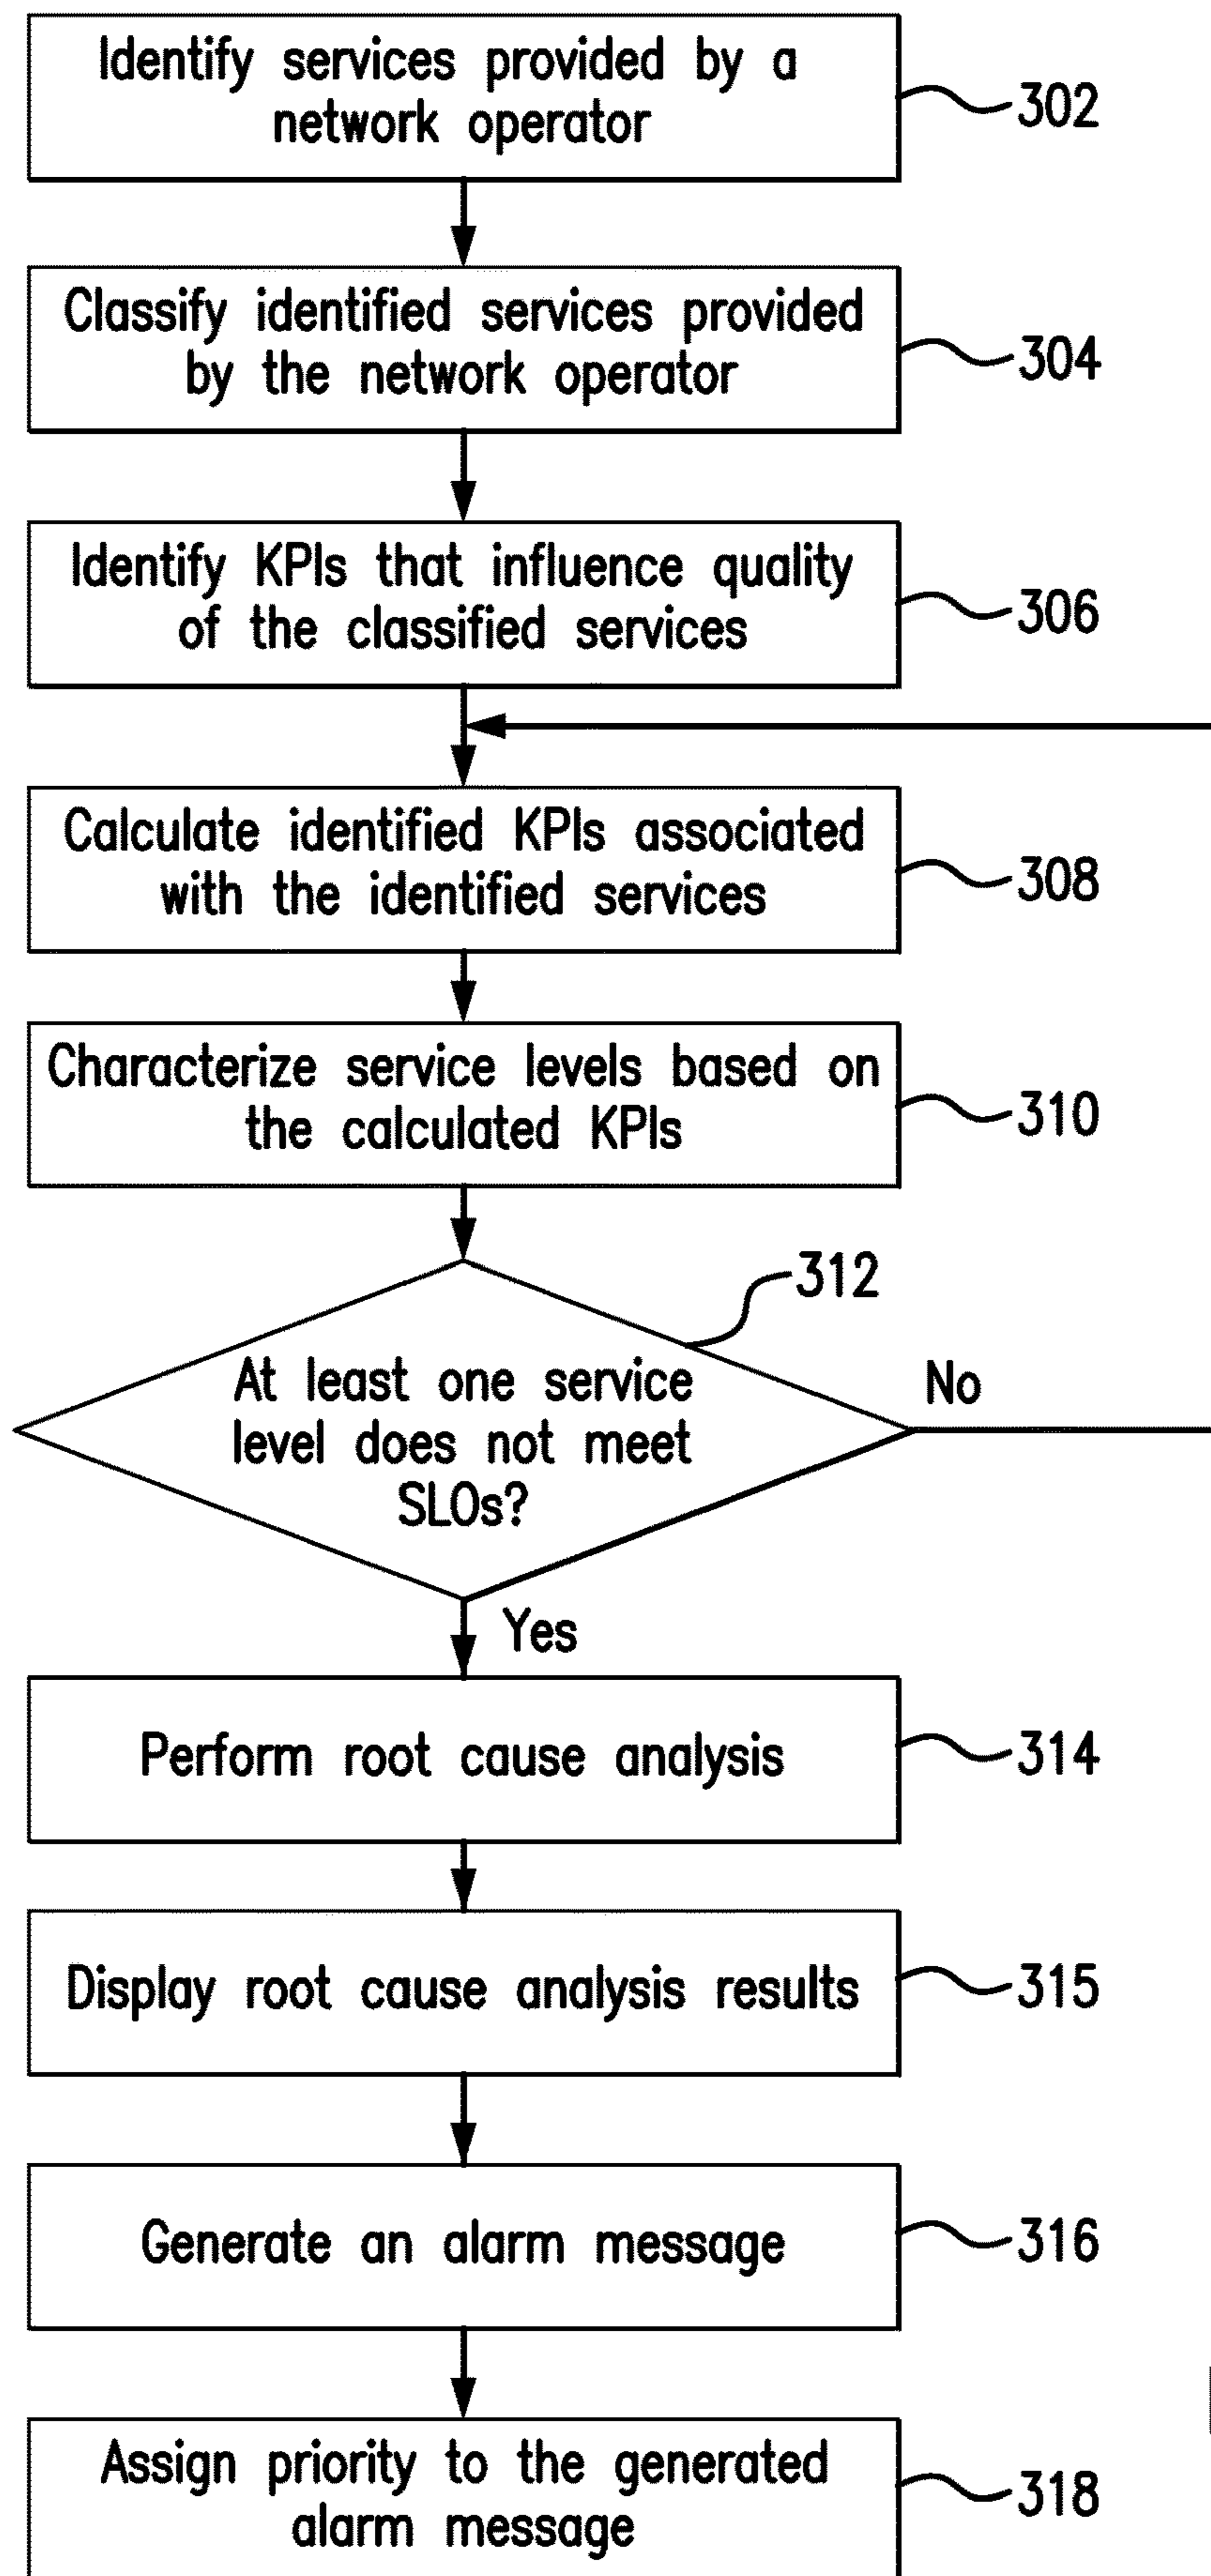 Identify services provided by a
network operator
302
Classify identified services provided
by the network operator
304
Identify KPIs that influence quality
of the classified services
306
Calculate identified KPIs associated
with the identified services
308
Characterize service levels based on
the calculated KPIs
310
312
At least one service
level does not meet
SLOs?
No
Yes
Perform root cause analysis
314
Display root cause analysis results
315
Generate an alarm message
316
Assign priority to the generated
alarm message
318